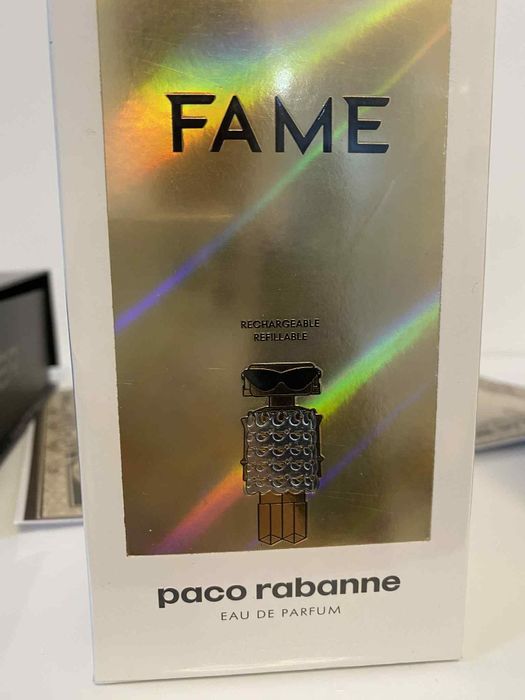 FAME
RECHARGEABLE
REFILLABLE
paco rabanne
EAU DE PARFUM